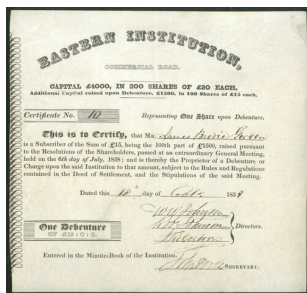 EASTERN INSTITUTION,
COMMERCIAL ROAD.
CAPITAL £4000, IN 200 SHARES OF £20 EACH.
Additional Capital raised upon Debenture, £1500, in 100 Shares of £15 each.
Certificate No. 10 Representing One Share upon Debenture.
This is to Certify, that Mr. James
is a Subscriber of the Sum of £15, being the 100th part of £1500, raised pursuant
to the Resolutions of the Shareholders, passed at an extraordinary General Meeting,
held on the 6th day of July, 1838; and is thereby the Proprietor of a Debenture or
Charge upon the said Institution to that amount, subject to the Rules and Regulations
contained in the Deed of Settlement, and the Stipulations of the said Meeting.
Dated this 18th day of 1839
Johnson
One Debenture
OF £15 : 0 : 0.
Directors.
Entered in the Minute-Book of the Institution.
SECRETARY.